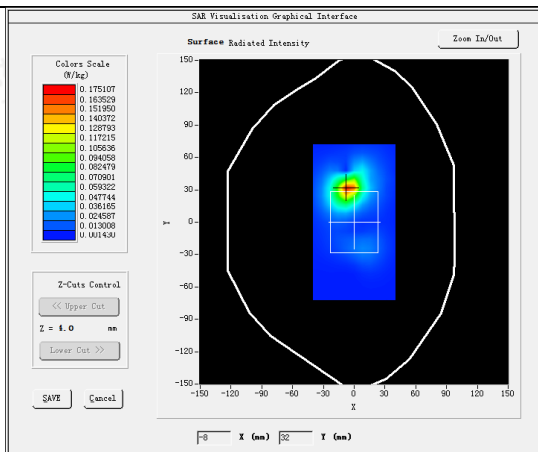 SAR Visualisation Graphical Interface
Surface Radiated Intensity
Zoom In/Out
Colors Scale
(W/kg)
0.175107
0.163529
0.151950
0.140372
0.128793
0.117215
0.105636
0.094058
0.082479
0.070901
0.059322
0.047744
0.036165
0.024587
0.013008
0.001430
150
120
90
60
30
0
-30
-60
-90
-120
-150
Y
-150 -120 -90 -60 -30 0 30 60 90 120 150
X
Z-Cuts Control
<< Upper Cut
Z = 4.0 mm
Lower Cut >>
SAVE Cancel
-8 X (mm) 32 Y (mm)